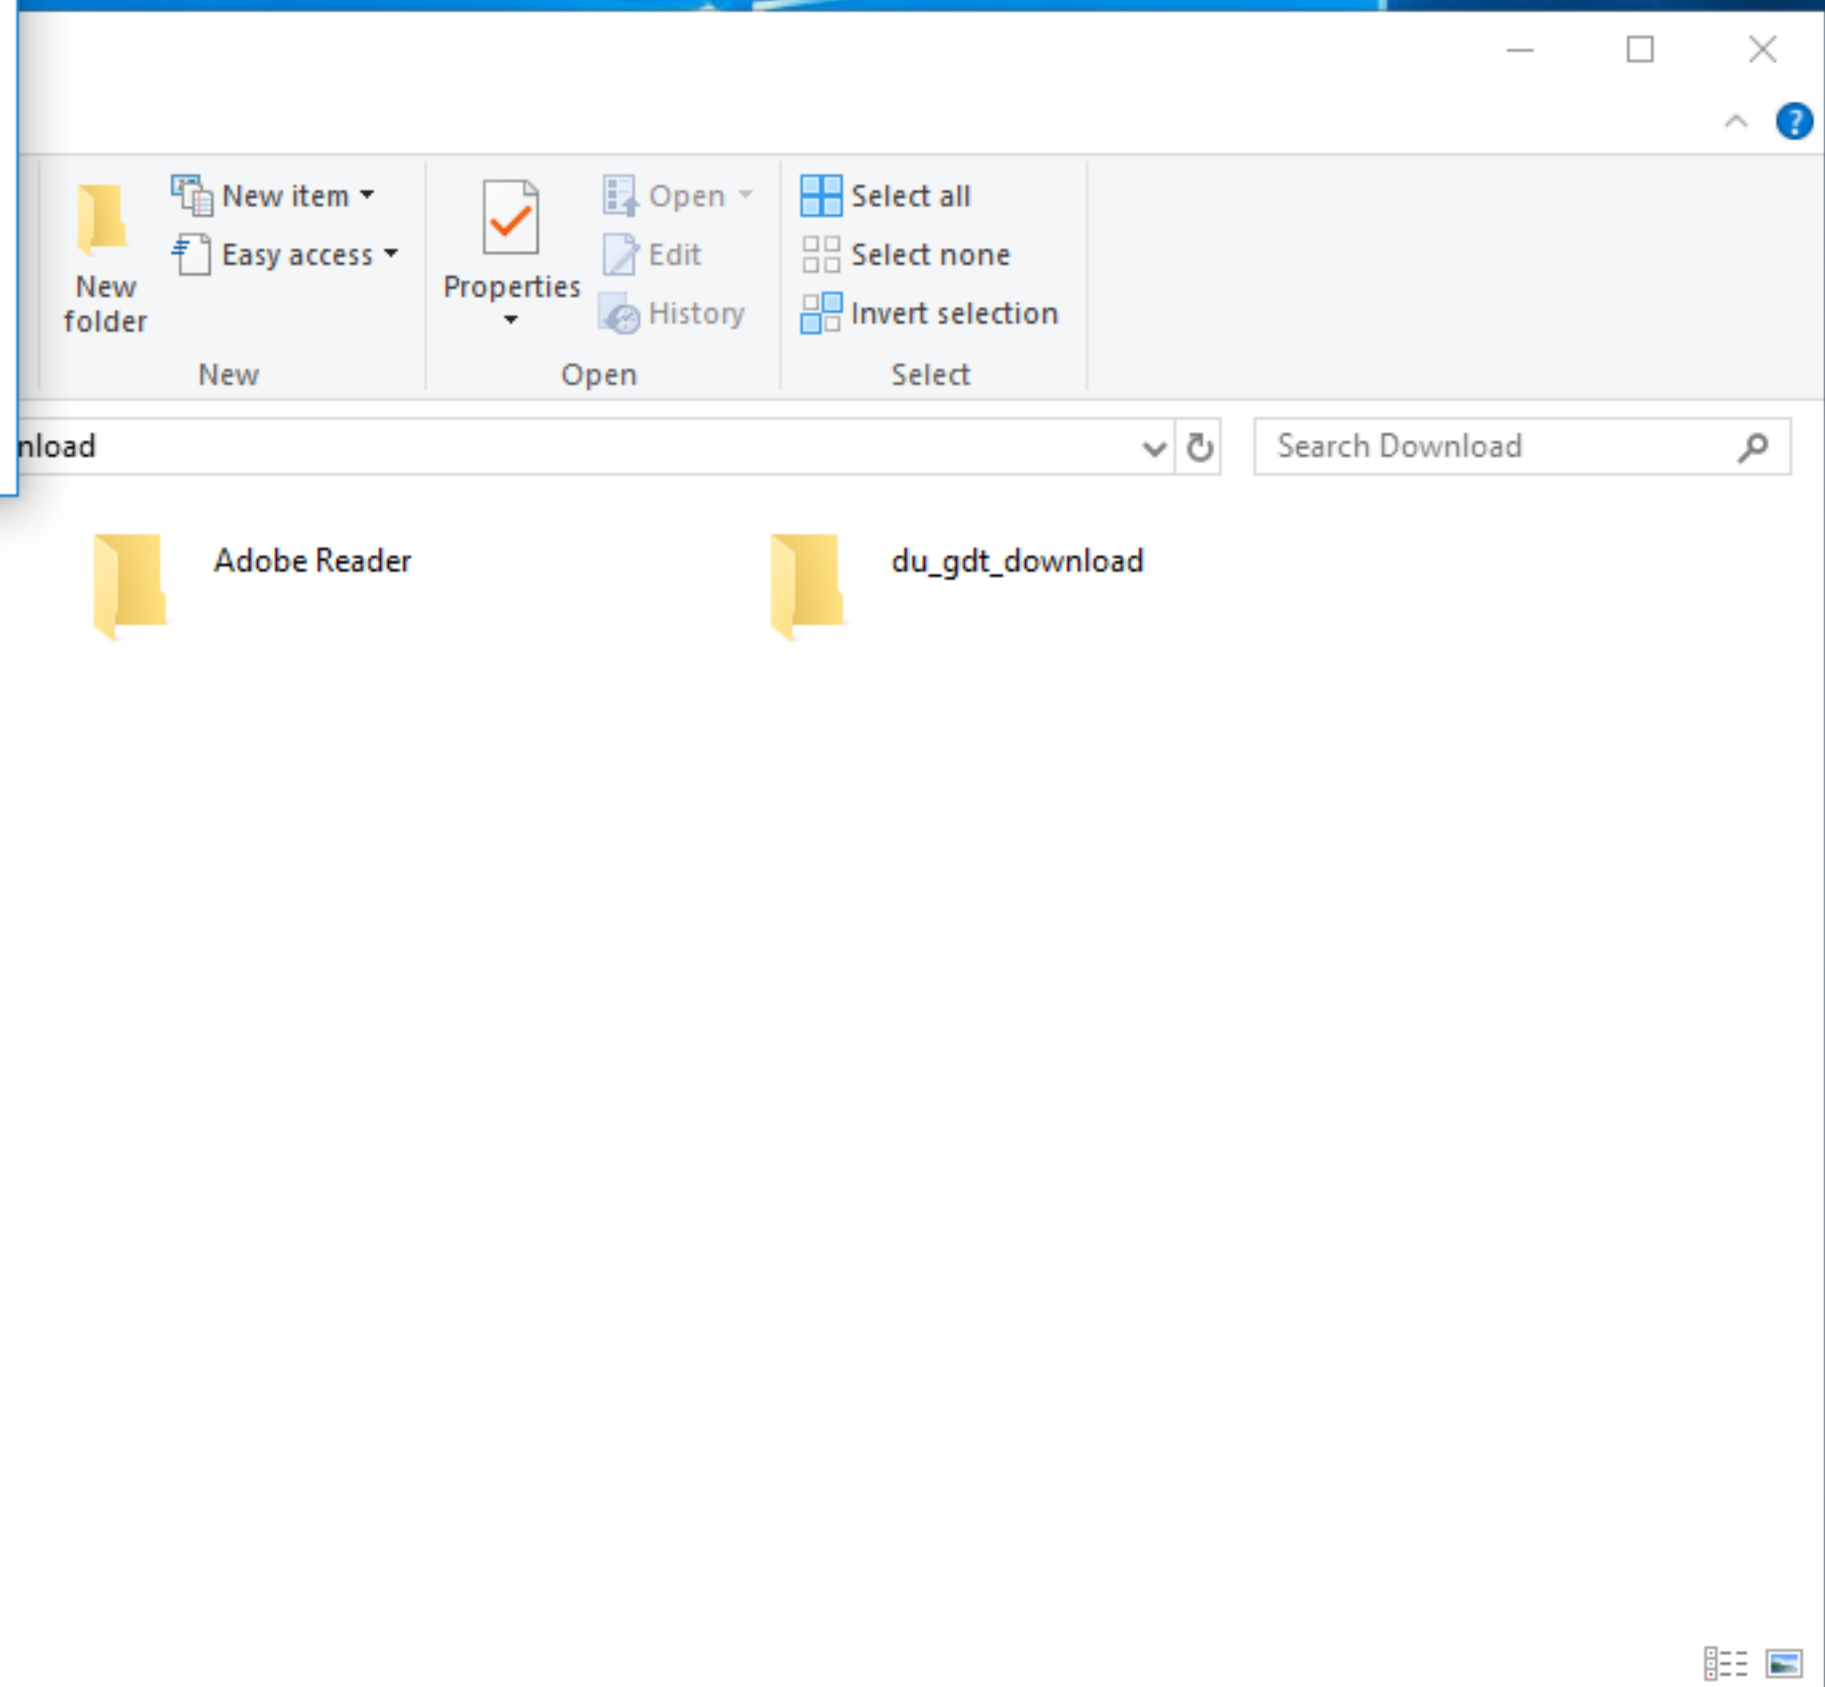 New item
Easy access
New
folder
New
Properties
Open
Edit
History
Open
Select all
Select none
Invert selection
Select
nload
Search Download
Adobe Reader
du_gdt_download